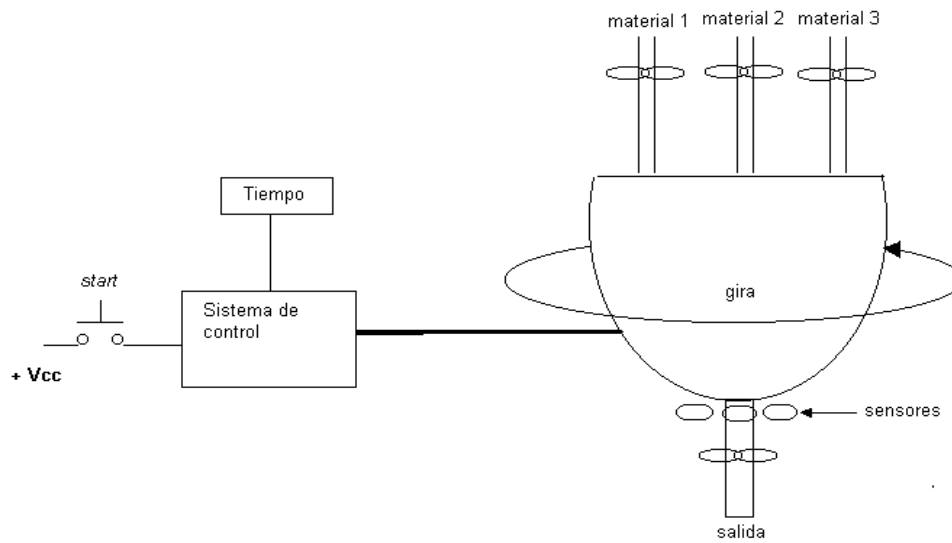 material 1 material 2 material 3
Tiempo
start
Sistema de
control
gira
+ Vcc
sensores
salida